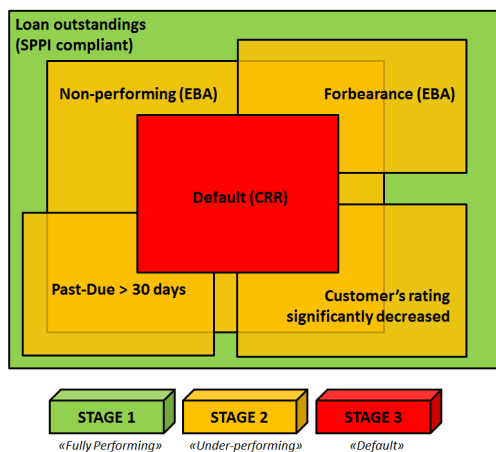 Loan outstandings
(SPPI compliant)
Non-performing (EBA)
Forbearance (EBA)
Default (CRR)
Past-Due > 30 days
Customer's rating
significantly decreased
STAGE 1
STAGE 2
STAGE 3
«Fully Performing»
«Under-performing»
«Default»